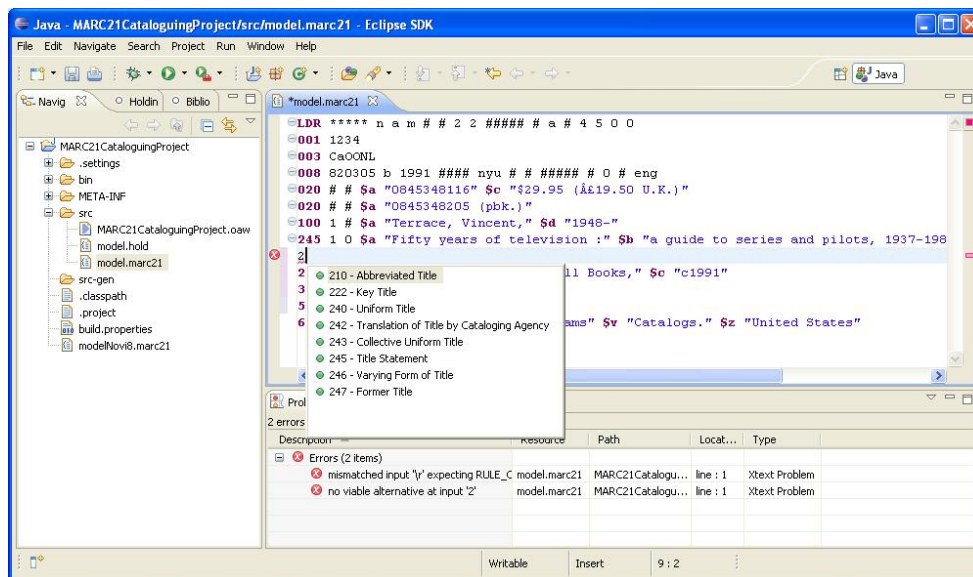 Java - MARC21CataloguingProject/src/model.marc21 - Eclipse SDK
File Edit Navigate Search Project Run Window Help
Java
Navig Holdin Biblio
*model.marc21
MARC21CataloguingProject
.settings
bin
META-INF
src
MARC21CataloguingProject.oaw
model.hold
model.marc21
src-gen
.classpath
.project
build.properties
modelNovi8.marc21
LDR ***** n a m # # 2 2 ##### # a # 4 5 0 0
001 1234
003 CaOONL
008 820305 b 1991 #### nyu # # ##### # 0 # eng
020 # # $a "0845348116" $c "$29.95 (Å£19.50 U.K.)"
020 # # $a "0845348205 (pbk.)"
100 1 # $a "Terrace, Vincent," $d "1948-"
245 1 0 $a "Fifty years of television :" $b "a guide to series and pilots, 1937-198
2
2 ll Books," $c "c1991"
3
5
6 ams" $v "Catalogs." $z "United States"
210 - Abbreviated Title
222 - Key Title
240 - Uniform Title
242 - Translation of Title by Cataloging Agency
243 - Collective Uniform Title
245 - Title Statement
246 - Varying Form of Title
247 - Former Title
Prol
2 errors
Description Resource Path Locat... Type
Errors (2 items)
mismatched input '\r' expecting RULE_C model.marc21 MARC21Catalogu... line : 1 Xtext Problem
no viable alternative at input '2' model.marc21 MARC21Catalogu... line : 1 Xtext Problem
Writable Insert 9 : 2